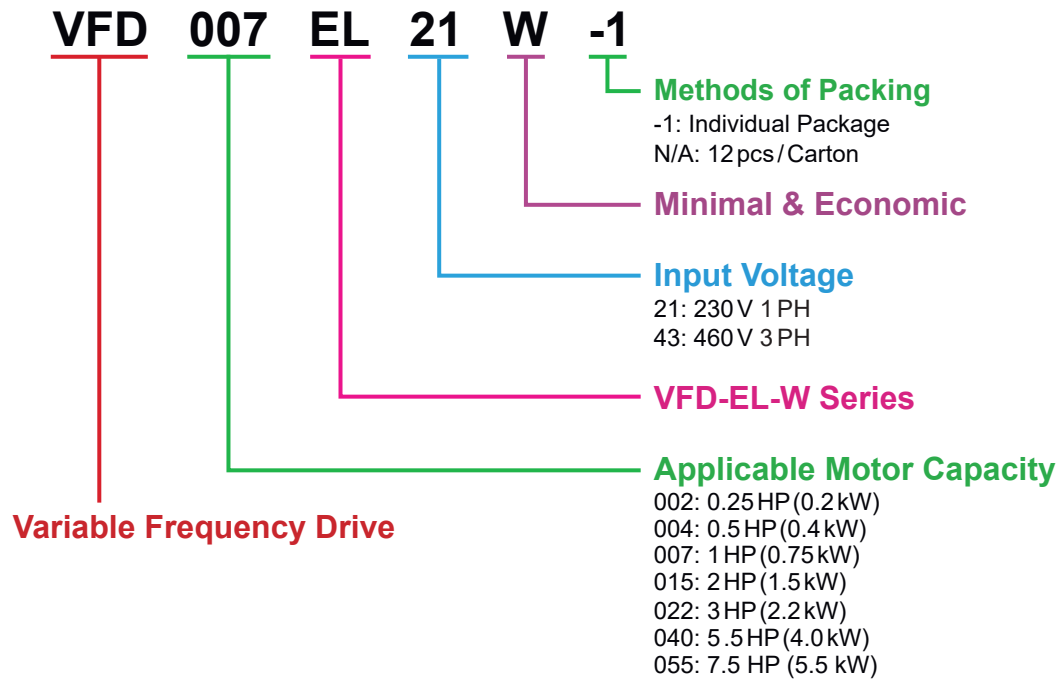 VFD 007 EL 21 W -1
Methods of Packing
-1: Individual Package
N/A: 12 pcs/Carton
Minimal & Economic
Input Voltage
21: 230 V 1 PH
43: 460 V 3 PH
VFD-EL-W Series
Applicable Motor Capacity
002: 0.25 HP (0.2 kW)
004: 0.5 HP (0.4 kW)
007: 1 HP (0.75 kW)
015: 2 HP (1.5 kW)
022: 3 HP (2.2 kW)
040: 5.5 HP (4.0 kW)
055: 7.5 HP (5.5 kW)
Variable Frequency Drive